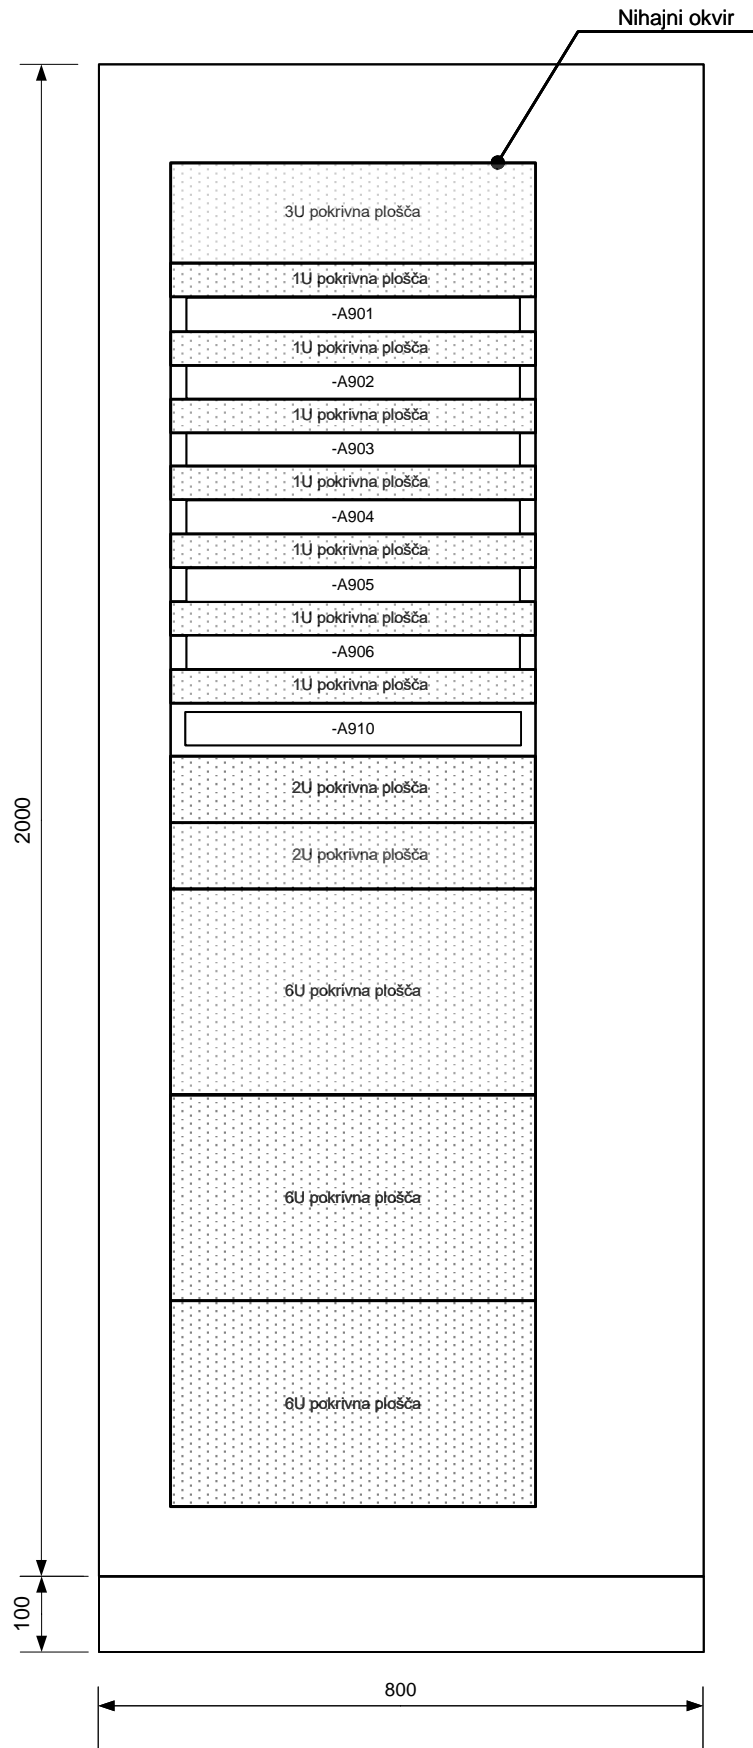 Nihajni okvir
3U pokrivna plošča
1U pokrivna plošča
-A901
1U pokrivna plošča
-A902
1U pokrivna plošča
-A903
1U pokrivna plošča
-A904
1U pokrivna plošča
-A905
1U pokrivna plošča
-A906
1U pokrivna plošča
-A910
2U pokrivna plošča
2000
2U pokrivna plošča
6U pokrivna plošča
6U pokrivna plošča
6U pokrivna plošča
100
800